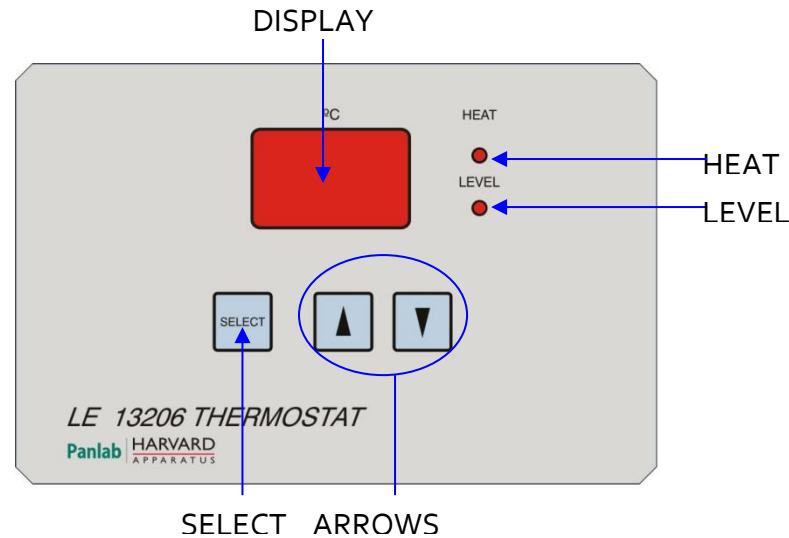 DISPLAY
ºC
HEAT
HEAT
LEVEL
LEVEL
SELECT
LE 13206 THERMOSTAT
Panlab HARVARD
APPARATUS
SELECT ARROWS